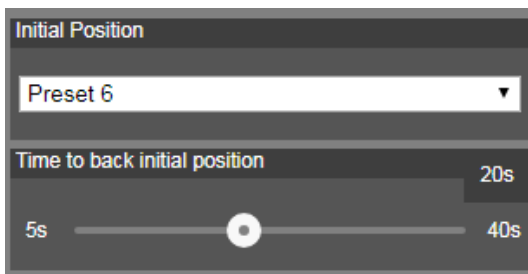 Initial Position
Preset 6
Time to back initial position
20s
5s
40s